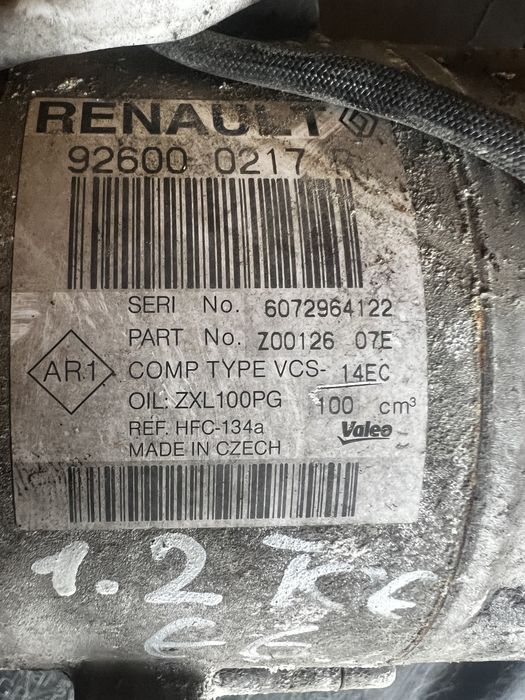 RENAULT
92600 0217 R
SERI No. 6072964122
PART No. Z00126 07E
AR1
COMP TYPE VCS- 14EC
OIL: ZXL100PG 100 cm³
REF. HFC-134a
Valeo
MADE IN CZECH
1.2